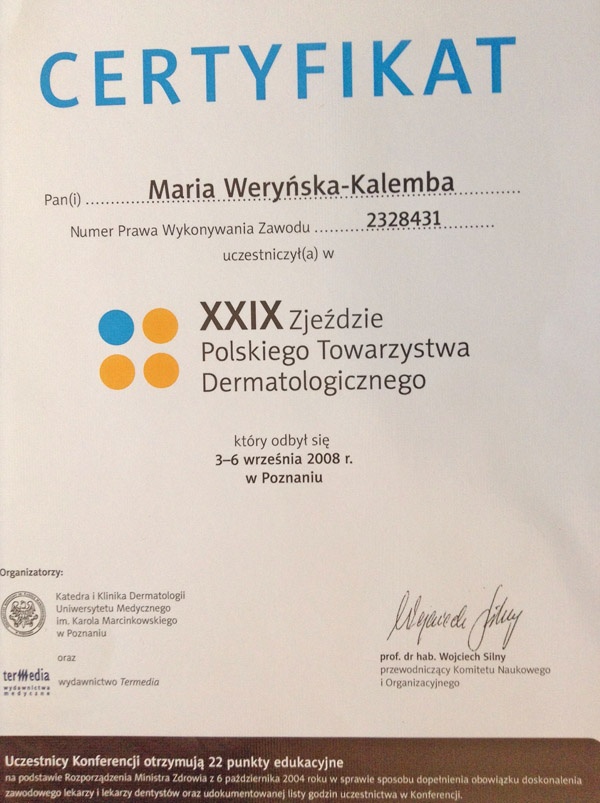 CERTYFIKAT
Pan(i) Maria Weryńska-Kalemba
Numer Prawa Wykonywania Zawodu 2328431
uczestniczył(a) w
XXIX Zjeździe
Polskiego Towarzystwa
Dermatologicznego
który odbył się
3–6 września 2008 r.
w Poznaniu
Organizatorzy:
Katedra i Klinika Dermatologii
Uniwersytetu Medycznego
im. Karola Marcinkowskiego
w Poznaniu
oraz
termedia
wydawnictwa
medyczne
wydawnictwo Termedia
Wojciech Silny
prof. dr hab. Wojciech Silny
przewodniczący Komitetu Naukowego
i Organizacyjnego
Uczestnicy Konferencji otrzymują 22 punkty edukacyjne
na podstawie Rozporządzenia Ministra Zdrowia z 6 października 2004 roku w sprawie sposobu dopełnienia obowiązku doskonalenia
zawodowego lekarzy i lekarzy dentystów oraz udokumentowanej listy godzin uczestnictwa w Konferencji.